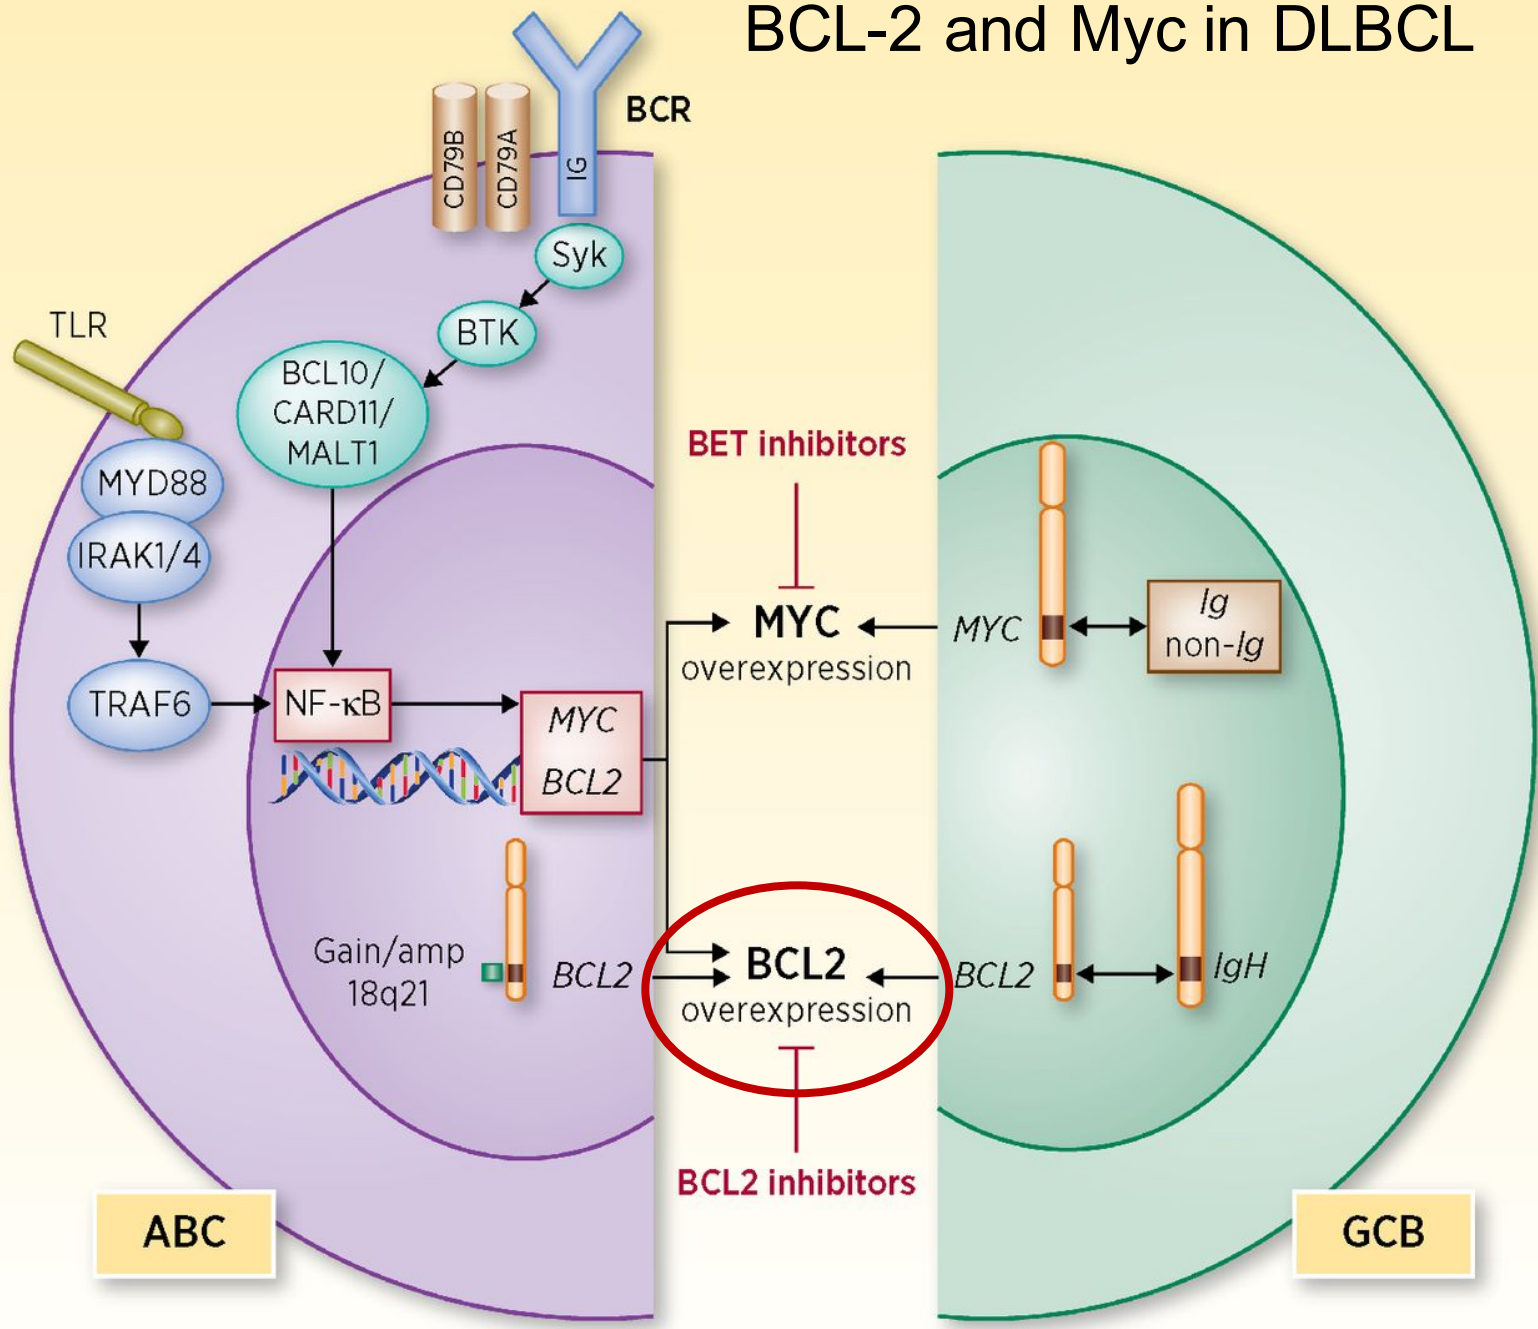 BCL-2 and Myc in DLBCL
BCR
CD79B
CD79A
IG
Syk
BTK
TLR
BCL10/
CARD11/
MALT1
MYD88
IRAK1/4
TRAF6
NF-κB
MYC
BCL2
Gain/amp
18q21
BCL2
BET inhibitors
MYC
overexpression
BCL2
overexpression
BCL2 inhibitors
MYC
Ig
non-Ig
BCL2
IgH
ABC
GCB